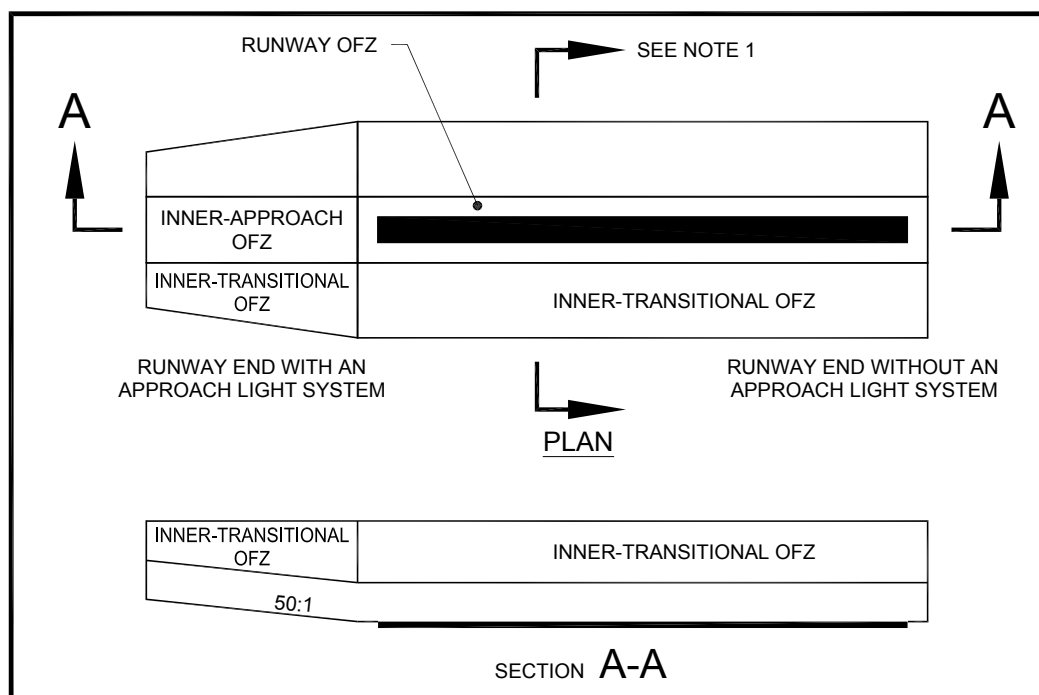 RUNWAY OFZ
SEE NOTE 1
A
A
INNER-APPROACH
OFZ
INNER-TRANSITIONAL
OFZ
INNER-TRANSITIONAL OFZ
RUNWAY END WITH AN
APPROACH LIGHT SYSTEM
RUNWAY END WITHOUT AN
APPROACH LIGHT SYSTEM
PLAN
INNER-TRANSITIONAL
OFZ
INNER-TRANSITIONAL OFZ
50:1
SECTION A-A